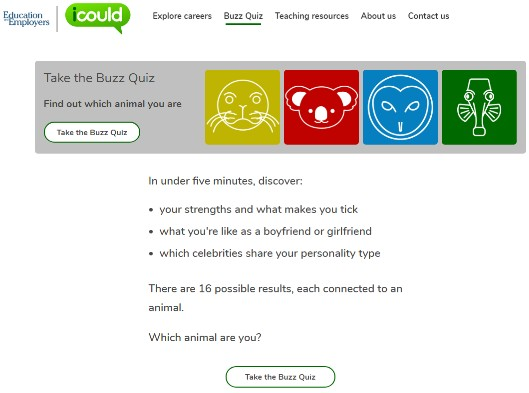 Education
and Employers
icould
Explore careers Buzz Quiz Teaching resources About us Contact us
Take the Buzz Quiz
Find out which animal you are
Take the Buzz Quiz
In under five minutes, discover:
• your strengths and what makes you tick
• what you're like as a boyfriend or girlfriend
• which celebrities share your personality type
There are 16 possible results, each connected to an
animal.
Which animal are you?
Take the Buzz Quiz